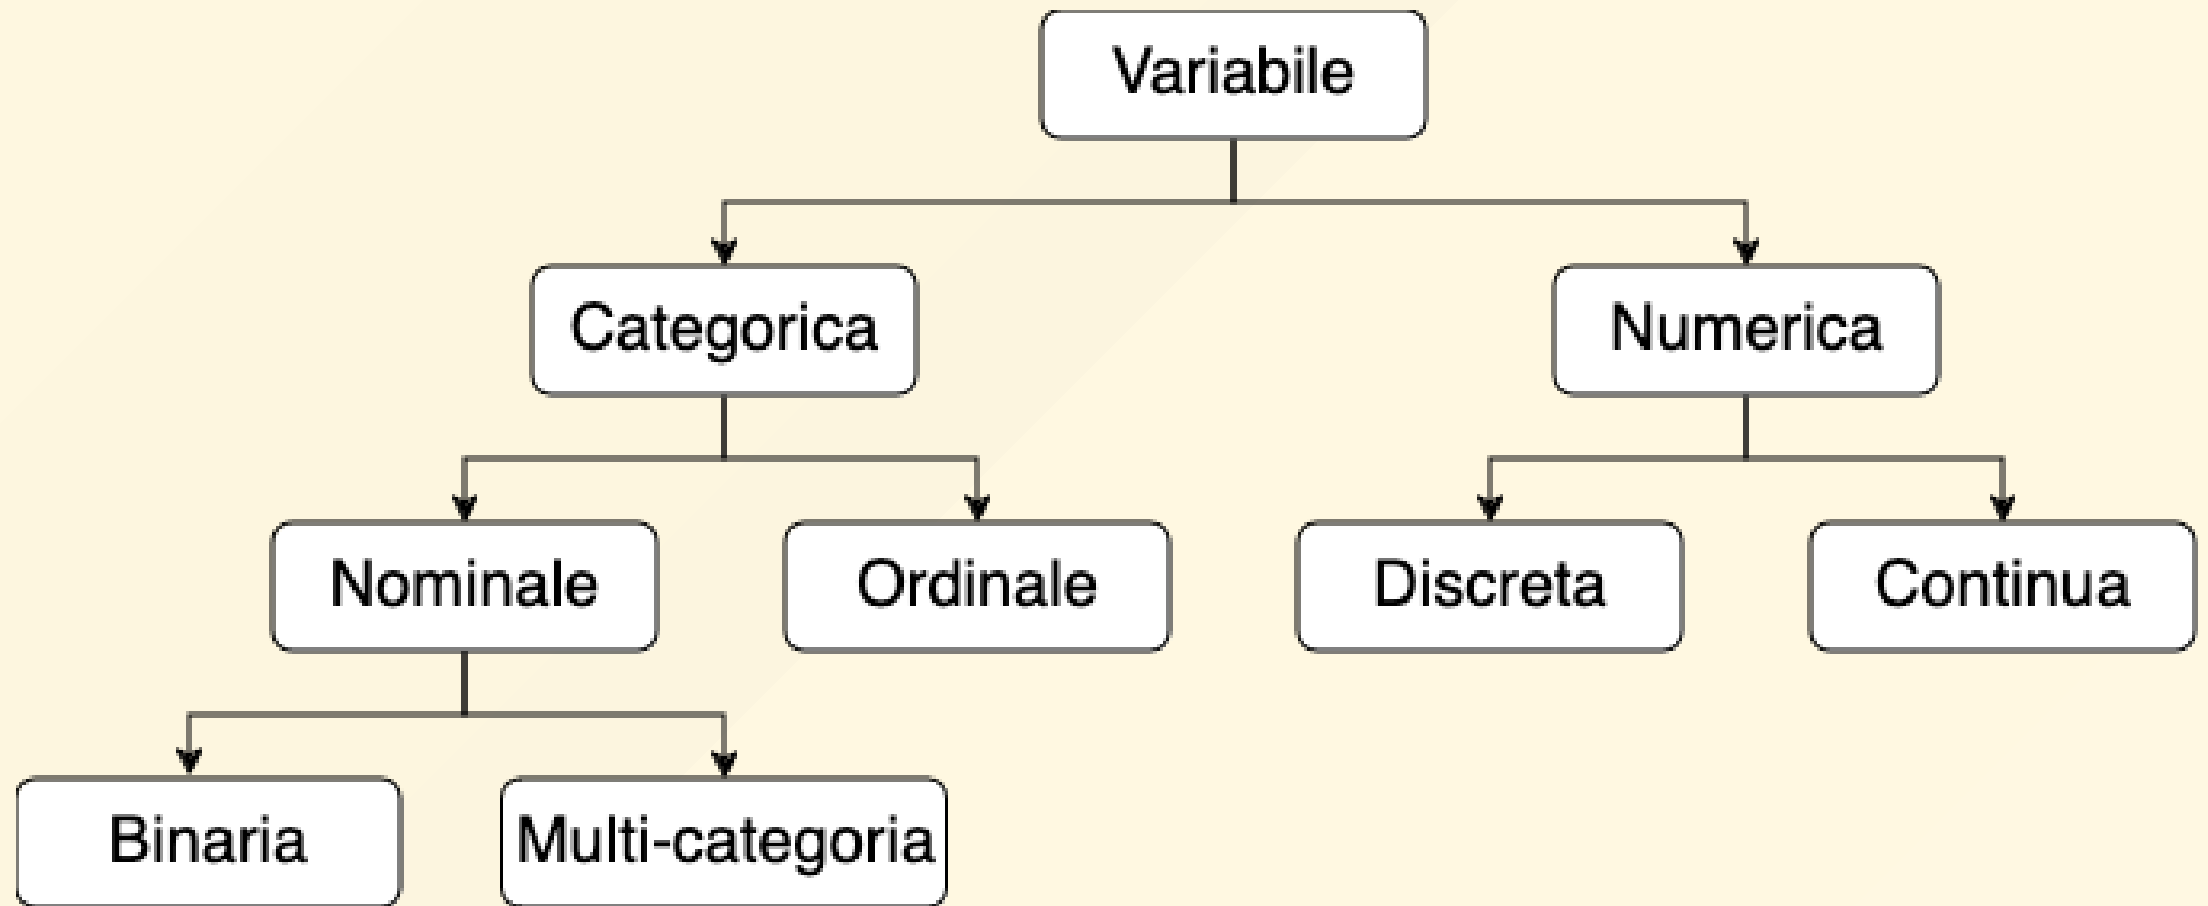 Variabile
Categorica
Numerica
Nominale
Ordinale
Discreta
Continua
Binaria
Multi-categoria